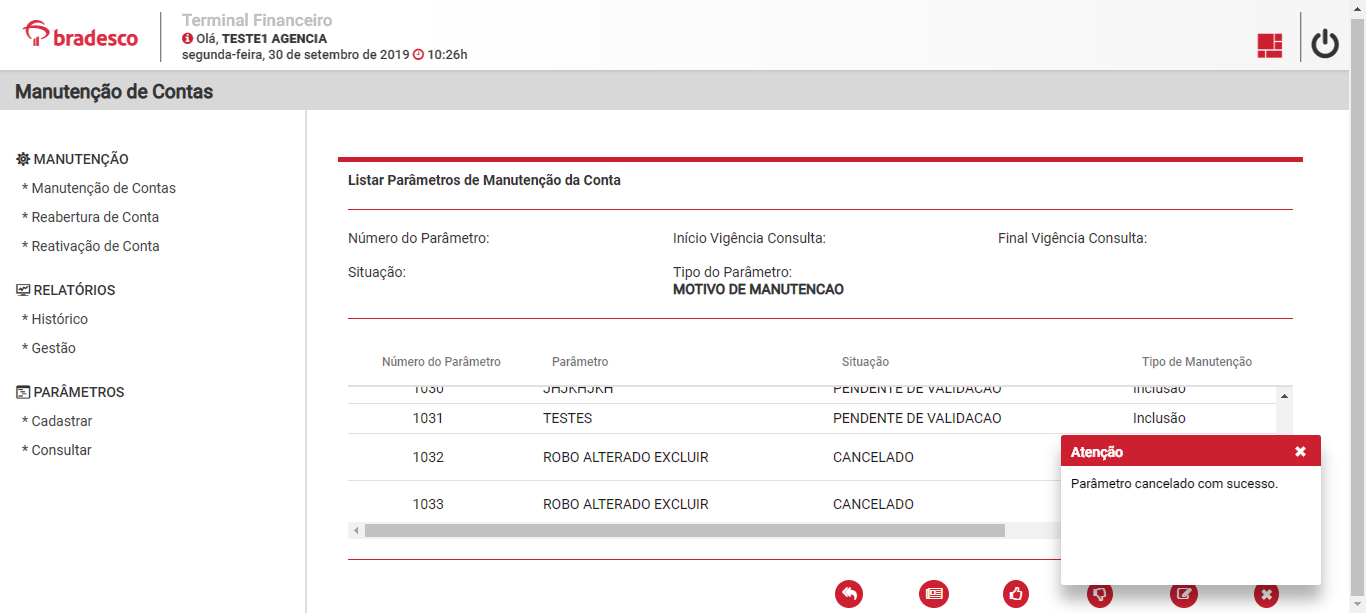 bradesco
Terminal Financeiro
Olá, TESTE1 AGENCIA
segunda-feira, 30 de setembro de 2019 10:26h
Manutenção de Contas
MANUTENÇÃO
* Manutenção de Contas
* Reabertura de Conta
* Reativação de Conta
RELATÓRIOS
* Histórico
* Gestão
PARÂMETROS
* Cadastrar
* Consultar
Listar Parâmetros de Manutenção da Conta
Número do Parâmetro: Início Vigência Consulta: Final Vigência Consulta:
Situação: Tipo do Parâmetro:
MOTIVO DE MANUTENCAO
Número do Parâmetro Parâmetro Situação Tipo de Manutenção
1030 JHJKHJKH PENDENTE DE VALIDACAO Inclusão
1031 TESTES PENDENTE DE VALIDACAO Inclusão
1032 ROBO ALTERADO EXCLUIR CANCELADO
1033 ROBO ALTERADO EXCLUIR CANCELADO
Atenção
Parâmetro cancelado com sucesso.